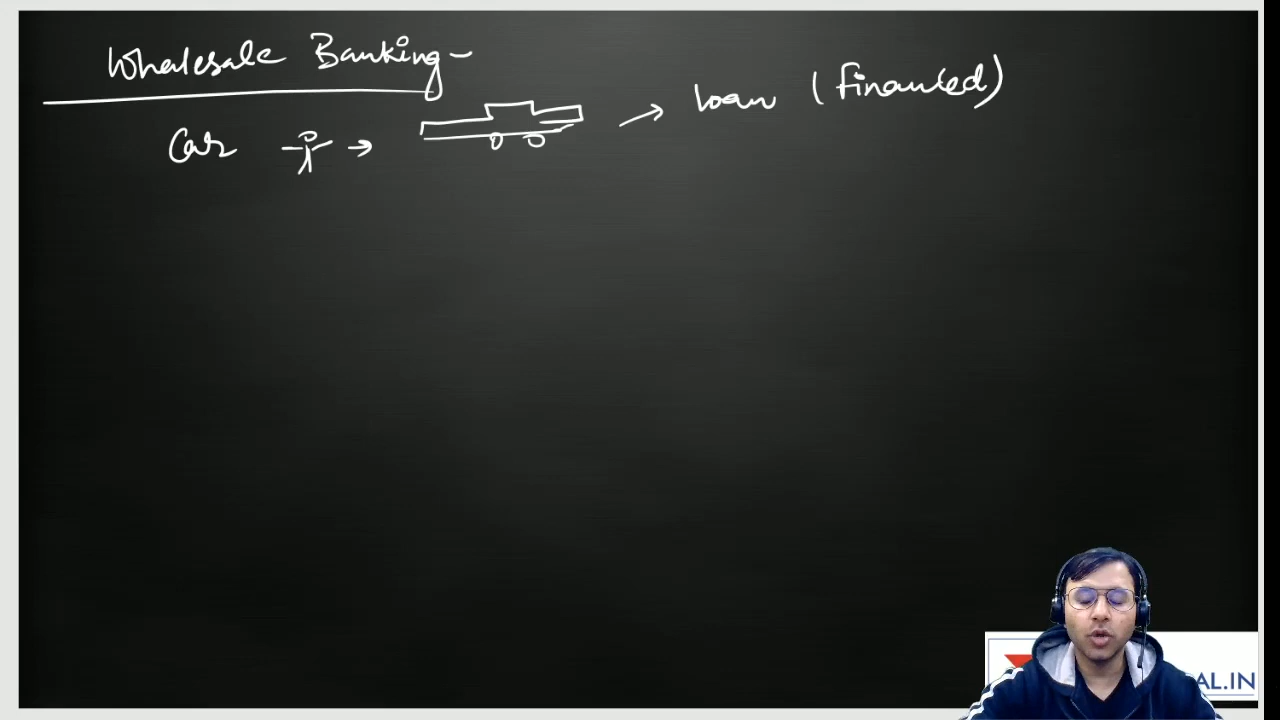 Wholesale Banking -
Car → → loan (financed)
AL.IN